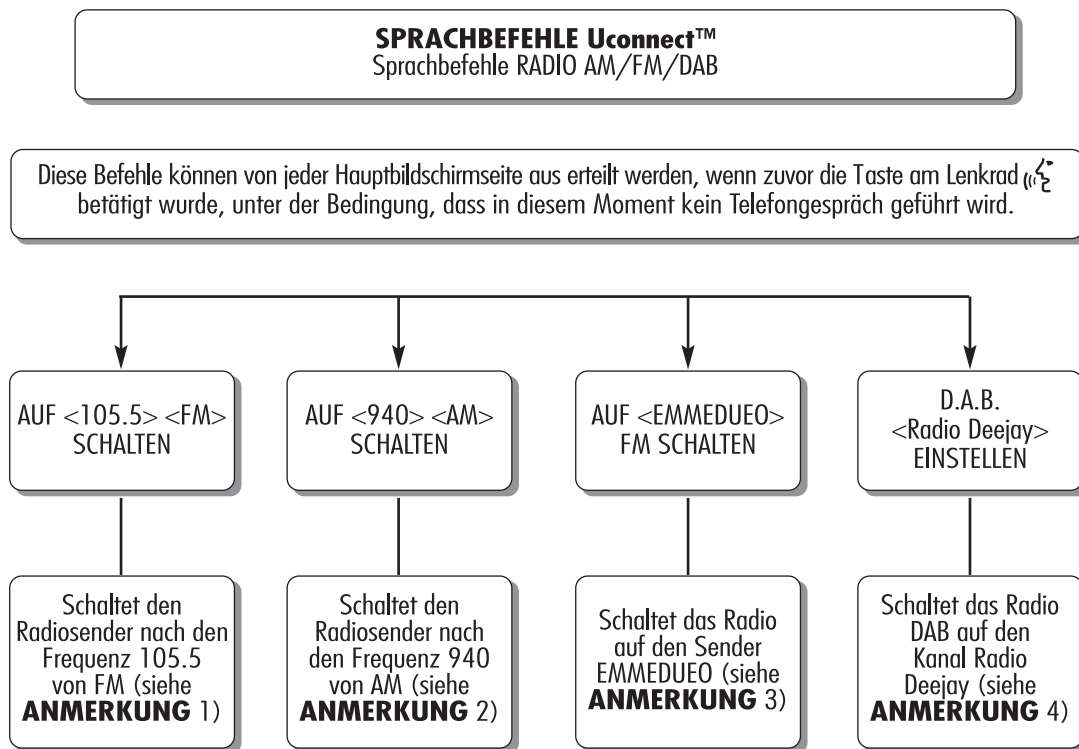 SPRACHBEFEHLE Uconnect™
Sprachbefehle RADIO AM/FM/DAB
Diese Befehle können von jeder Hauptbildschirmseite aus erteilt werden, wenn zuvor die Taste am Lenkrad
betätigt wurde, unter der Bedingung, dass in diesem Moment kein Telefongespräch geführt wird.
AUF <105.5> <FM>
SCHALTEN
AUF <940> <AM>
SCHALTEN
AUF <EMMEDUEO>
FM SCHALTEN
D.A.B.
<Radio Deejay>
EINSTELLEN
Schaltet den
Radiosender nach den
Frequenz 105.5
von FM (siehe
ANMERKUNG 1)
Schaltet den
Radiosender nach
den Frequenz 940
von AM (siehe
ANMERKUNG 2)
Schaltet das Radio
auf den Sender
EMMEDUEO (siehe
ANMERKUNG 3)
Schaltet das Radio
DAB auf den
Kanal Radio
Deejay (siehe
ANMERKUNG 4)